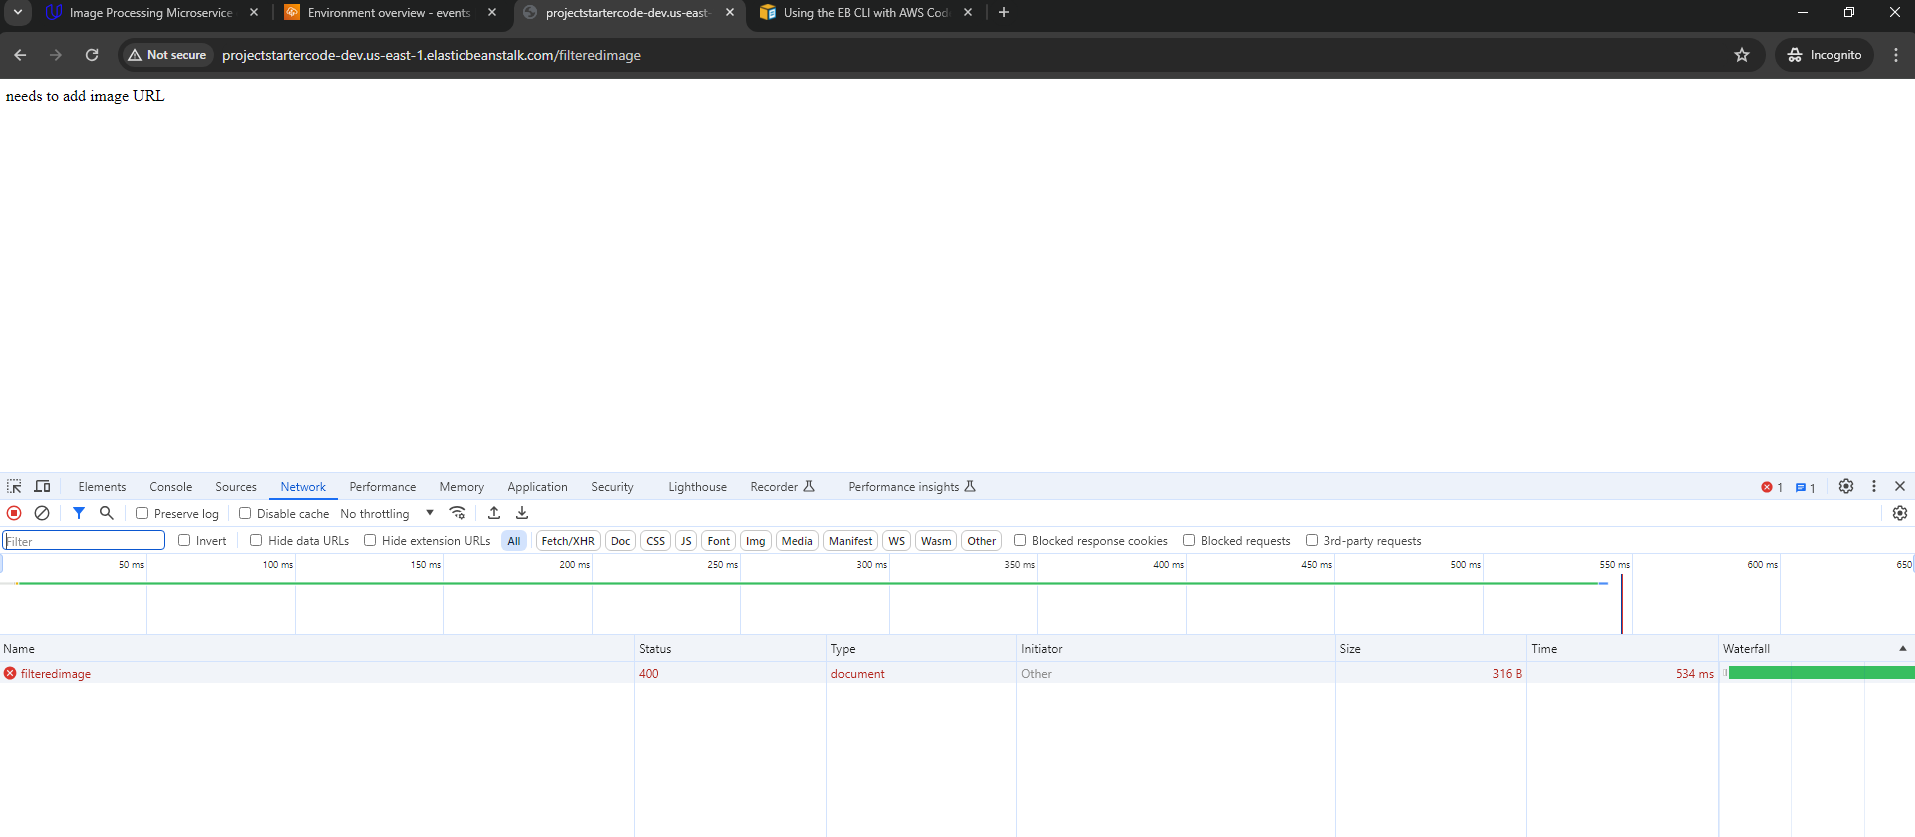 Image Processing Microservice
Environment overview - events
projectstartercode-dev.us-east-
Using the EB CLI with AWS Cod
Not secure
projectstartercode-dev.us-east-1.elasticbeanstalk.com/filteredimage
Incognito
needs to add image URL
Elements Console Sources Network Performance Memory Application Security Lighthouse Recorder Performance insights 1 1
Preserve log Disable cache No throttling
Filter Invert Hide data URLs Hide extension URLs All Fetch/XHR Doc CSS JS Font Img Media Manifest WS Wasm Other Blocked response cookies Blocked requests 3rd-party requests
50 ms 100 ms 150 ms 200 ms 250 ms 300 ms 350 ms 400 ms 450 ms 500 ms 550 ms 600 ms 650
Name Status Type Initiator Size Time Waterfall
filteredimage 400 document Other 316 B 534 ms